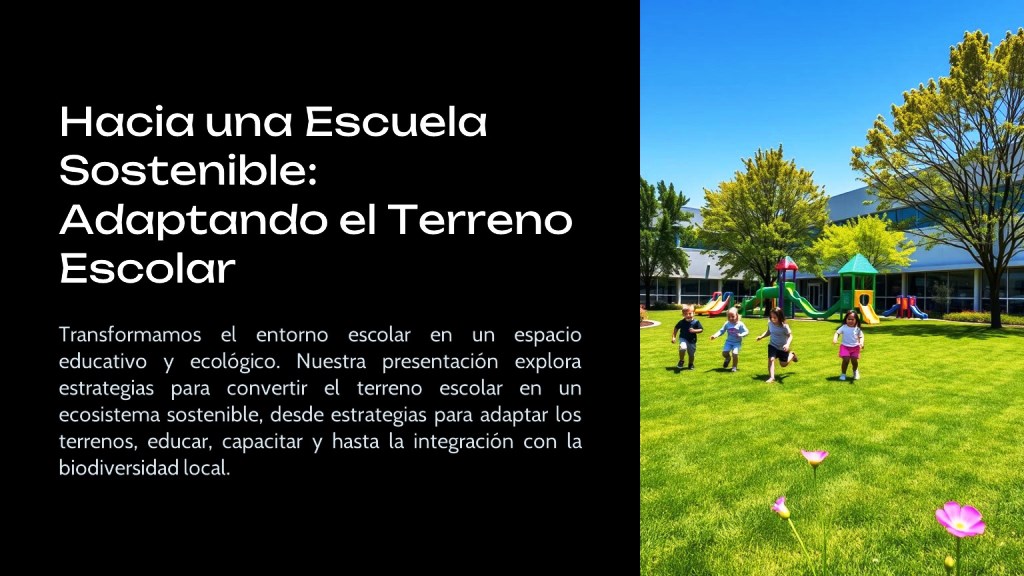 Hacia una Escuela
Sostenible:
Adaptando el Terreno
Escolar
Transformamos el entorno escolar en un espacio
educativo y ecológico. Nuestra presentación explora
estrategias para convertir el terreno escolar en un
ecosistema sostenible, desde estrategias para adaptar los
terrenos, educar, capacitar y hasta la integración con la
biodiversidad local.